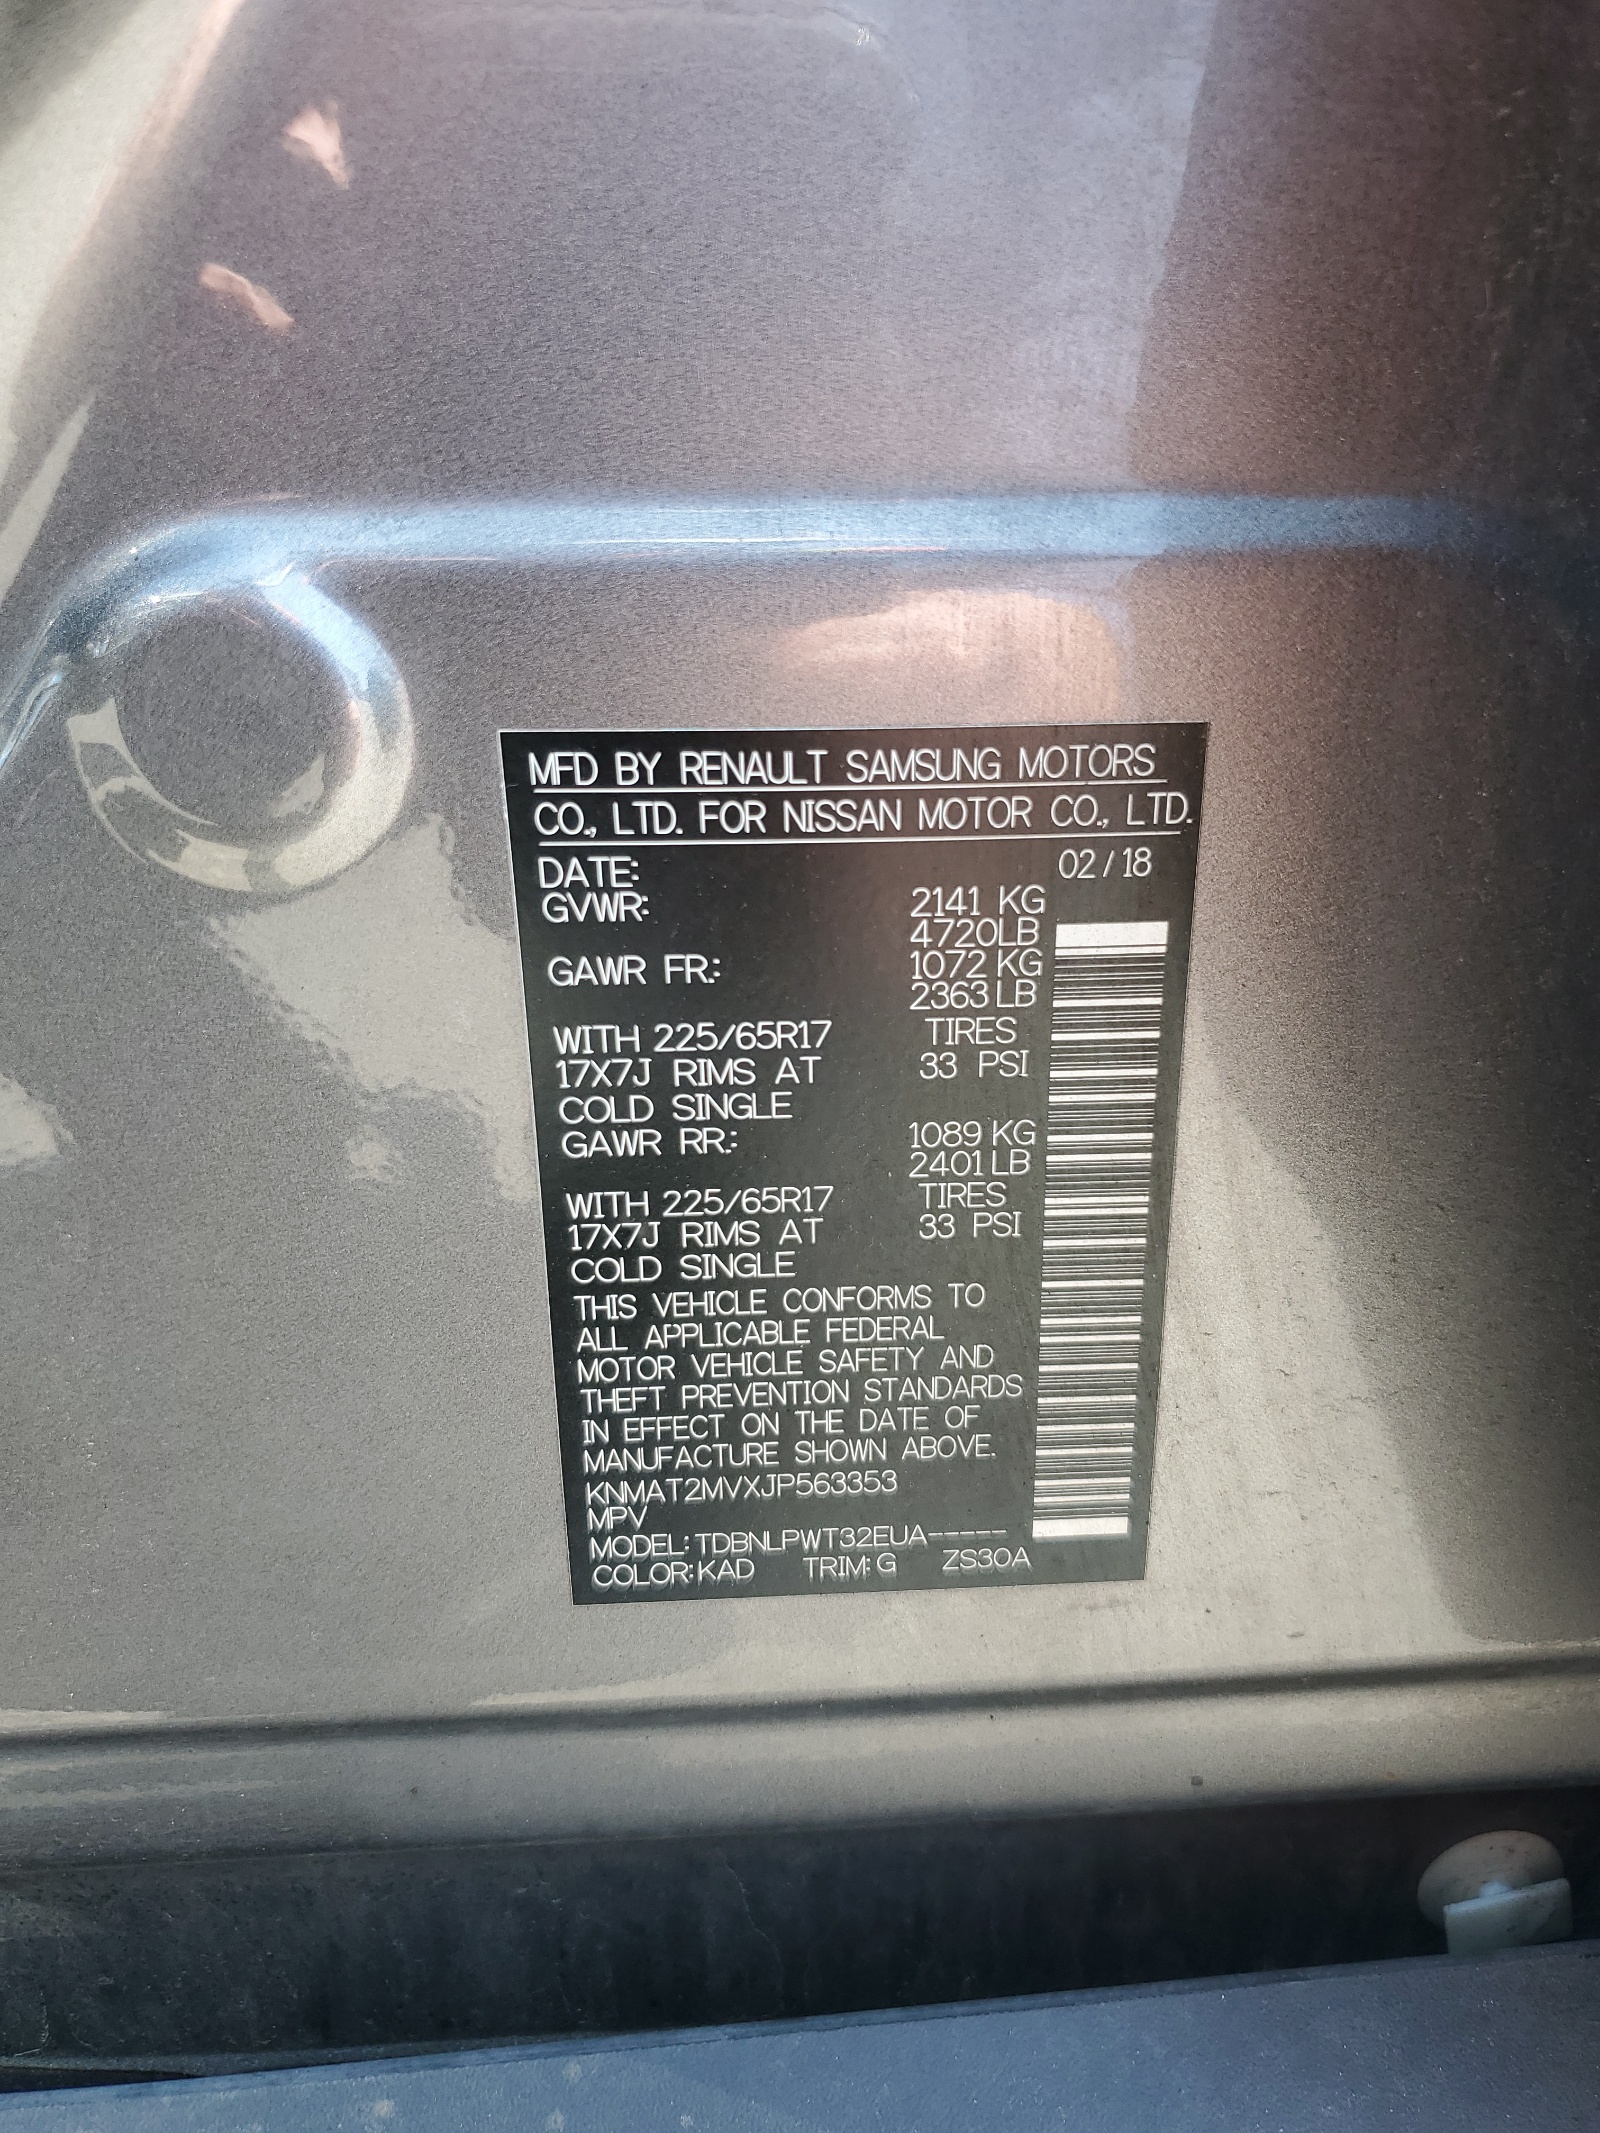 MFD BY RENAULT SAMSUNG MOTORS
CO., LTD. FOR NISSAN MOTOR CO., LTD.
DATE: 02/18
GVWR: 2141 KG
4720LB
GAWR FR.: 1072 KG
2363 LB
WITH 225/65R17 TIRES
17X7J RIMS AT 33 PSI
COLD SINGLE
GAWR RR.: 1089 KG
2401 LB
WITH 225/65R17 TIRES
17X7J RIMS AT 33 PSI
COLD SINGLE
THIS VEHICLE CONFORMS TO
ALL APPLICABLE FEDERAL
MOTOR VEHICLE SAFETY AND
THEFT PREVENTION STANDARDS
IN EFFECT ON THE DATE OF
MANUFACTURE SHOWN ABOVE.
KNMAT2MVXJP563353
MPV
MODEL: TDBNLPWT32EUA-----
COLOR: KAD TRIM: G ZS30A